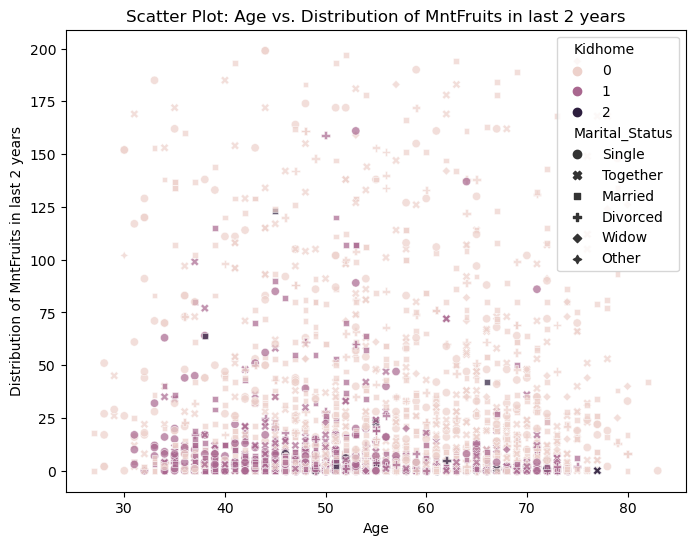 Scatter Plot: Age vs. Distribution of MntFruits in last 2 years
Distribution of MntFruits in last 2 years
200
175
150
125
100
75
50
25
0
Kidhome
0
1
2
Marital_Status
Single
Together
Married
Divorced
Widow
Other
30
40
50
60
70
80
Age